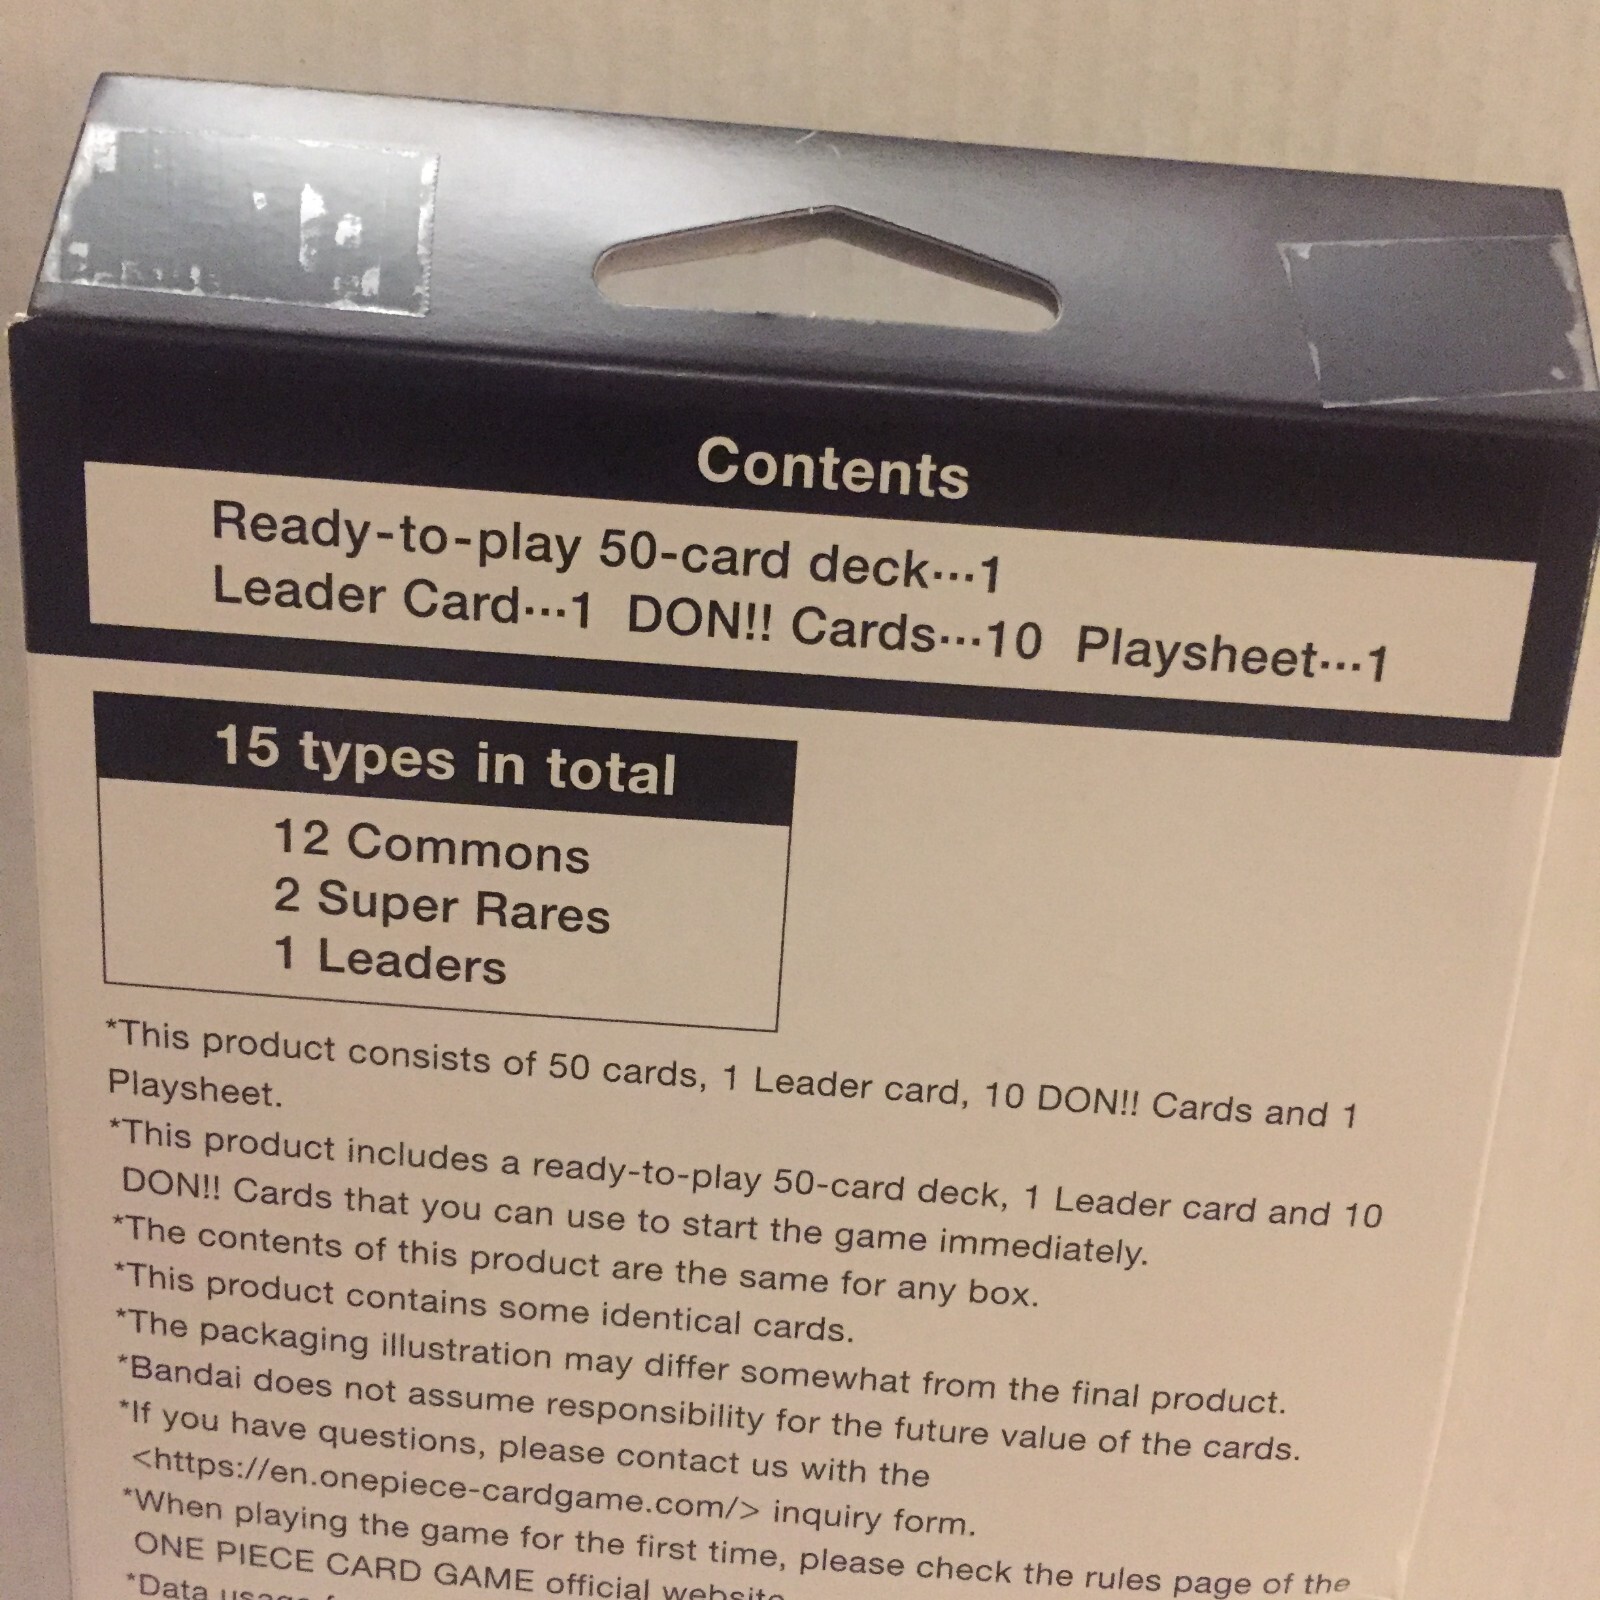 Contents
Ready-to-play 50-card deck···1
Leader Card···1 DON!! Cards···10 Playsheet···1
15 types in total
12 Commons
2 Super Rares
1 Leaders
*This product consists of 50 cards, 1 Leader card, 10 DON!! Cards and 1
Playsheet.
*This product includes a ready-to-play 50-card deck, 1 Leader card and 10
DON!! Cards that you can use to start the game immediately.
*The contents of this product are the same for any box.
*This product contains some identical cards.
*The packaging illustration may differ somewhat from the final product.
*Bandai does not assume responsibility for the future value of the cards.
*If you have questions, please contact us with the
<https://en.onepiece-cardgame.com/> inquiry form.
*When playing the game for the first time, please check the rules page of the
ONE PIECE CARD GAME official website
*Data usage